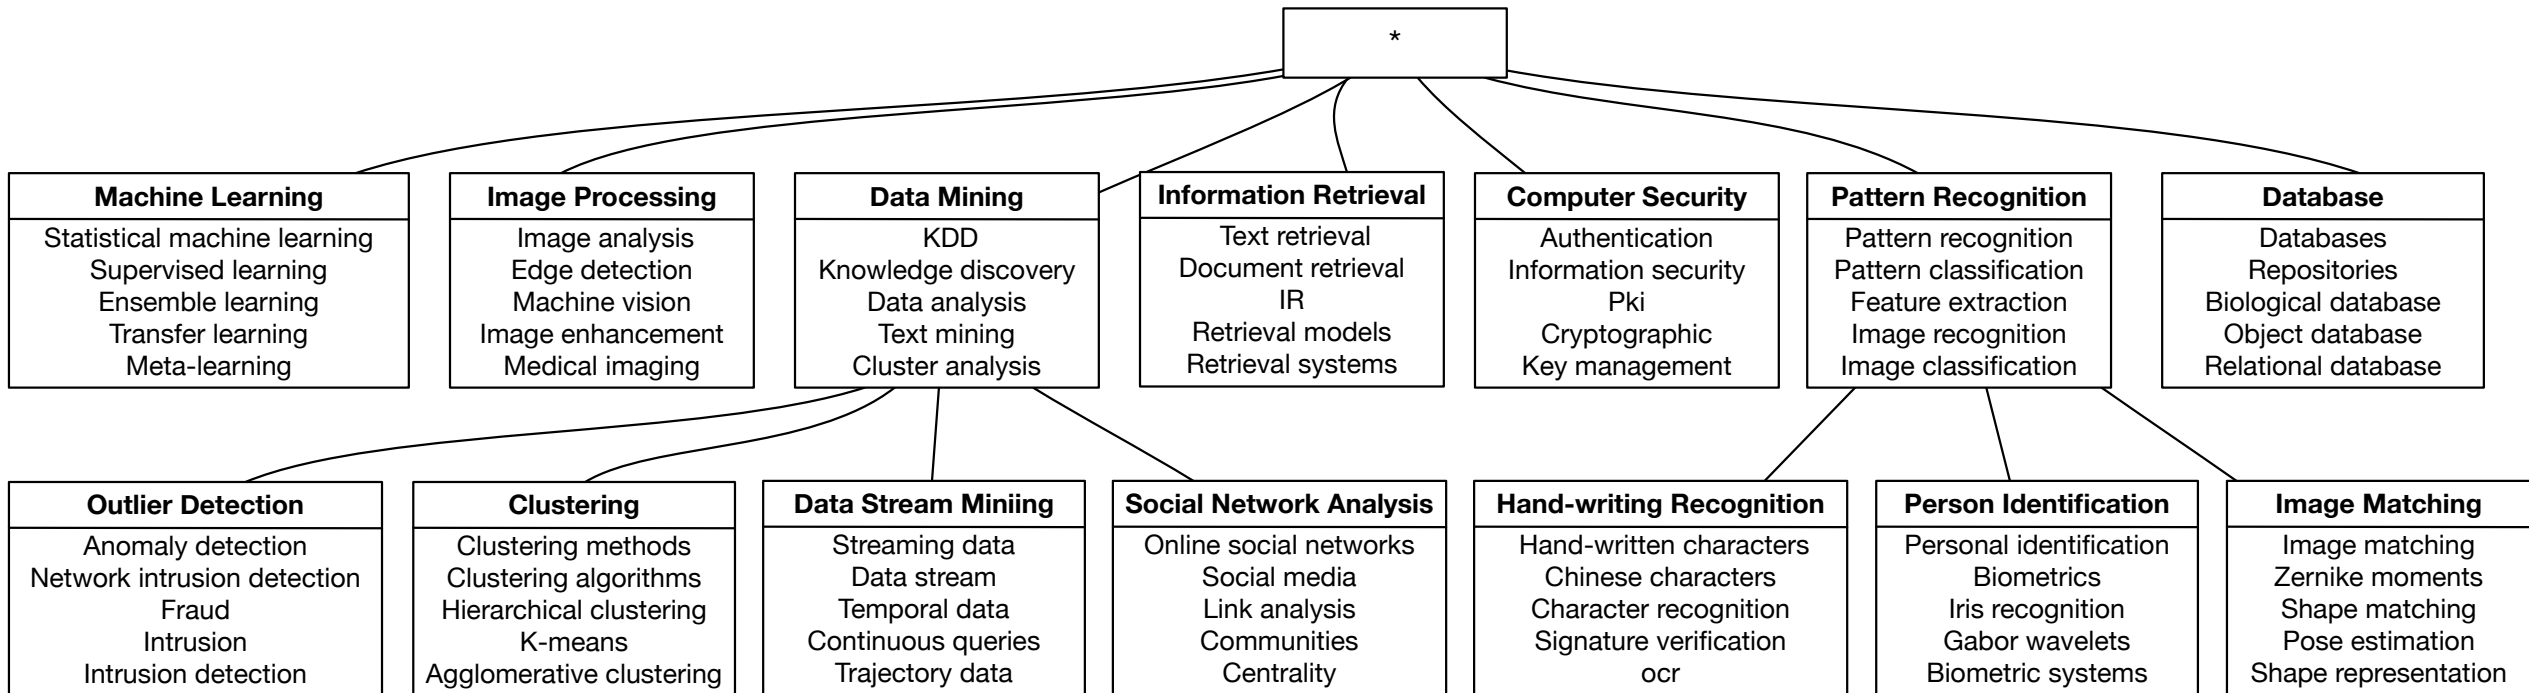 *
Machine Learning
Statistical machine learning
Supervised learning
Ensemble learning
Transfer learning
Meta-learning
Image Processing
Image analysis
Edge detection
Machine vision
Image enhancement
Medical imaging
Data Mining
KDD
Knowledge discovery
Data analysis
Text mining
Cluster analysis
Information Retrieval
Text retrieval
Document retrieval
IR
Retrieval models
Retrieval systems
Computer Security
Authentication
Information security
Pki
Cryptographic
Key management
Pattern Recognition
Pattern recognition
Pattern classification
Feature extraction
Image recognition
Image classification
Database
Databases
Repositories
Biological database
Object database
Relational database
Outlier Detection
Anomaly detection
Network intrusion detection
Fraud
Intrusion
Intrusion detection
Clustering
Clustering methods
Clustering algorithms
Hierarchical clustering
K-means
Agglomerative clustering
Data Stream Miniing
Streaming data
Data stream
Temporal data
Continuous queries
Trajectory data
Social Network Analysis
Online social networks
Social media
Link analysis
Communities
Centrality
Hand-writing Recognition
Hand-written characters
Chinese characters
Character recognition
Signature verification
ocr
Person Identification
Personal identification
Biometrics
Iris recognition
Gabor wavelets
Biometric systems
Image Matching
Image matching
Zernike moments
Shape matching
Pose estimation
Shape representation